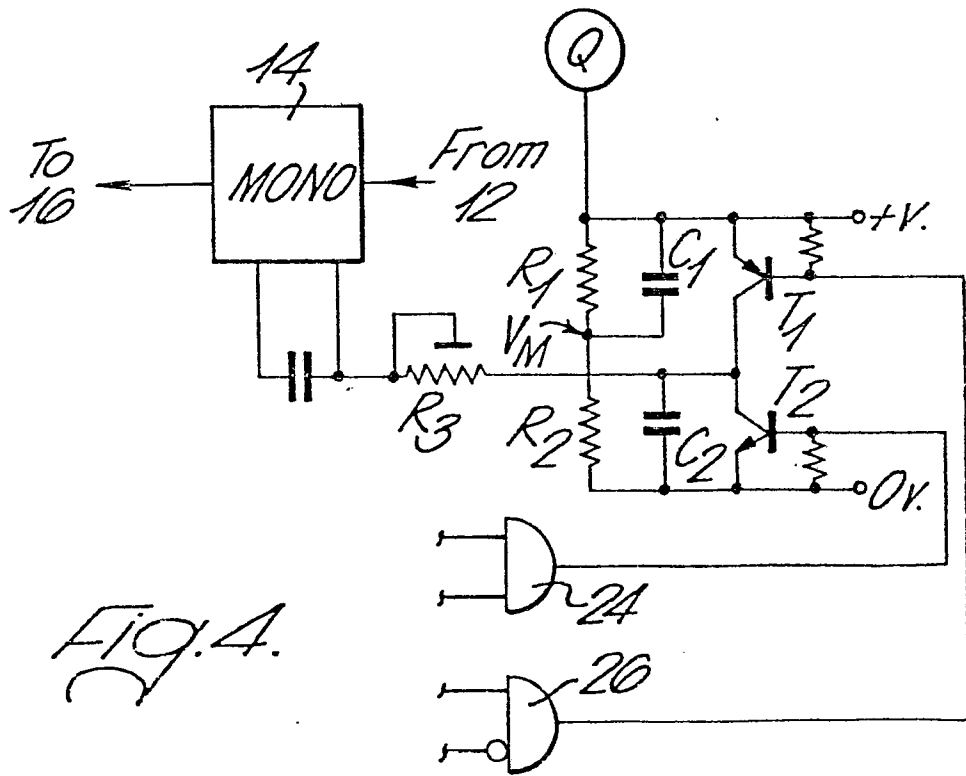 Q
14
To
16
MONO
From
12
+V.
R1
C1
VM
T1
R3
R2
C2
T2
0v.
24
26
Fig.4.